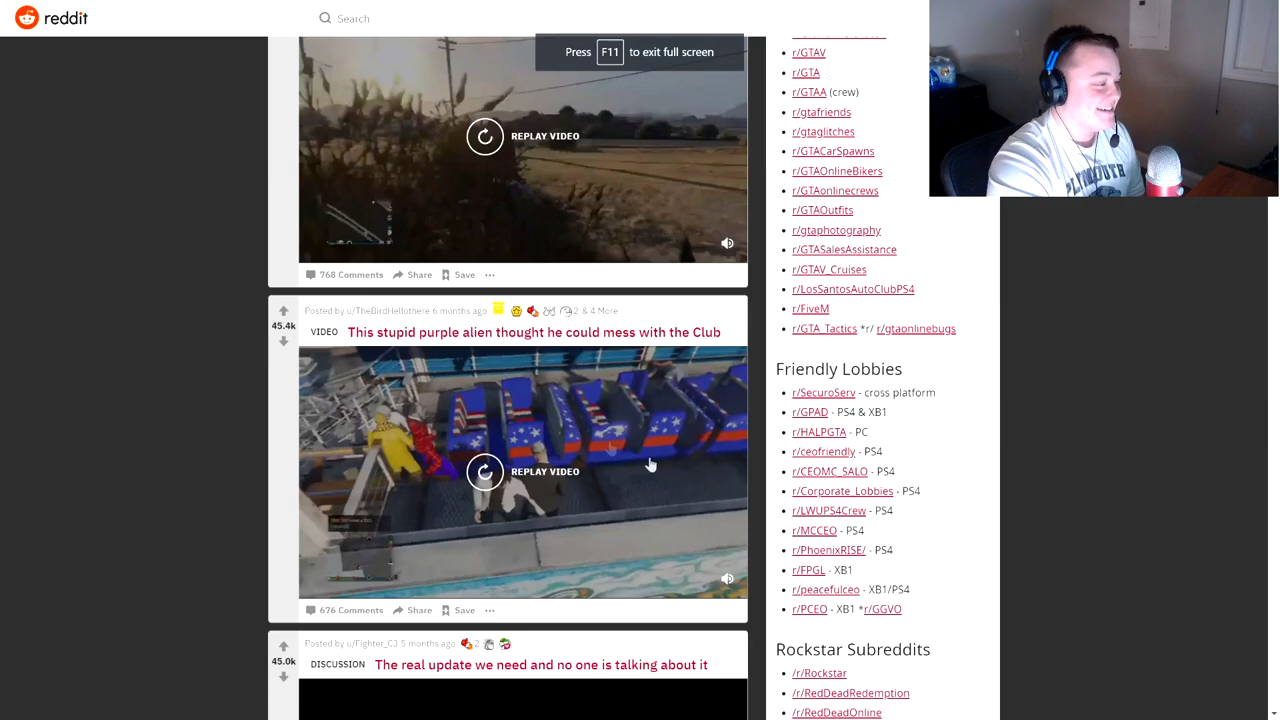 reddit
Search
Press F11 to exit full screen
REPLAY VIDEO
768 Comments Share Save
45.4k
Posted by u/TheBirdHellothere 6 months ago 2 & 4 More
VIDEO This stupid purple alien thought he could mess with the Club
REPLAY VIDEO
676 Comments Share Save
45.0k
Posted by u/Fighter_C3 5 months ago 2
DISCUSSION The real update we need and no one is talking about it
r/GTAV
r/GTA
r/GTAA (crew)
r/gtafriends
r/gtaglitches
r/GTACarSpawns
r/GTAOnlineBikers
r/GTAonlinecrews
r/GTAOutfits
r/gtaphotography
r/GTASalesAssistance
r/GTAV_Cruises
r/LosSantosAutoClubPS4
r/FiveM
r/GTA_Tactics *r/ r/gtaonlinebugs
Friendly Lobbies
r/SecuroServ - cross platform
r/GPAD - PS4 & XB1
r/HALPGTA - PC
r/ceofriendly - PS4
r/CEOMC_SALO - PS4
r/Corporate_Lobbies - PS4
r/LWUPS4Crew - PS4
r/MCCEO - PS4
r/PhoenixRISE/ - PS4
r/FPGL - XB1
r/peacefulceo - XB1/PS4
r/PCEO - XB1 *r/GGVO
Rockstar Subreddits
/r/Rockstar
/r/RedDeadRedemption
/r/RedDeadOnline